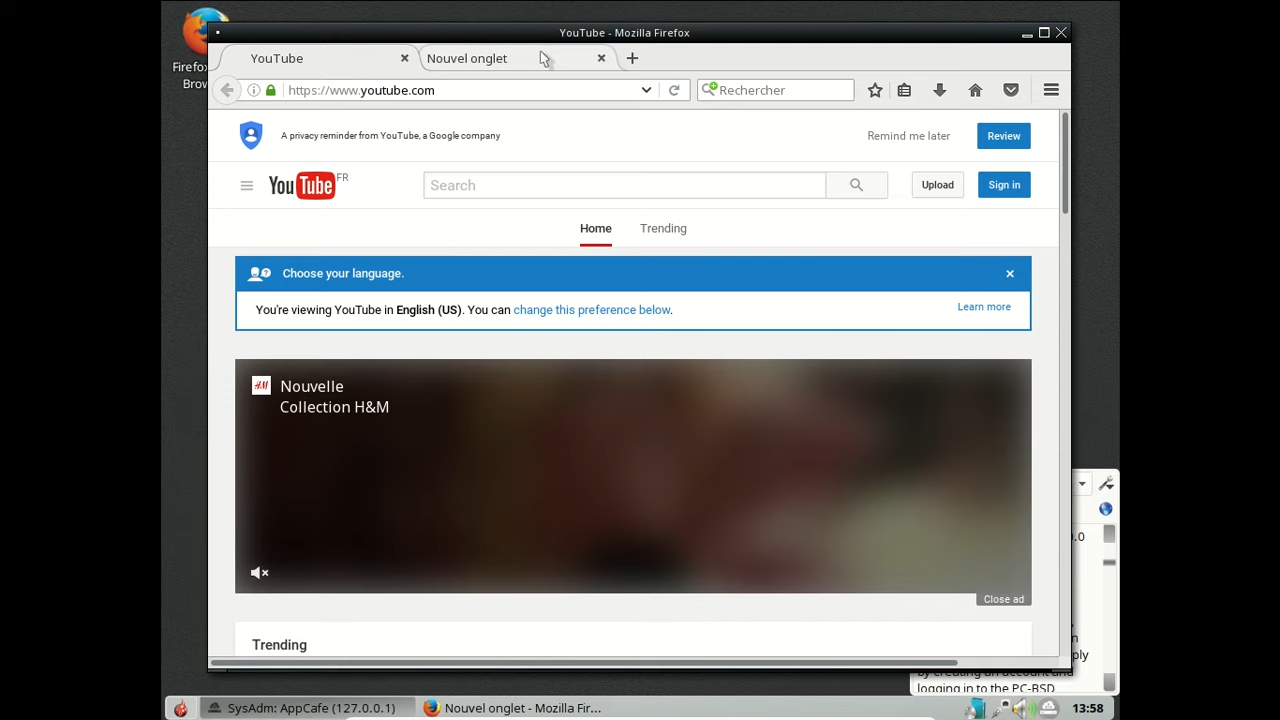 YouTube - Mozilla Firefox
Firefox
Brow
YouTube
Nouvel onglet
https://www.youtube.com
Rechercher
A privacy reminder from YouTube, a Google company
Remind me later
Review
YouTube FR
Search
Upload
Sign in
Home
Trending
Choose your language.
You're viewing YouTube in English (US). You can change this preference below.
Learn more
H&M
Nouvelle
Collection H&M
Close ad
Trending
.0
ply
by creating an account and
logging in to the PC-BSD
SysAdm: AppCafe (127.0.0.1)
Nouvel onglet - Mozilla Fir...
13:58